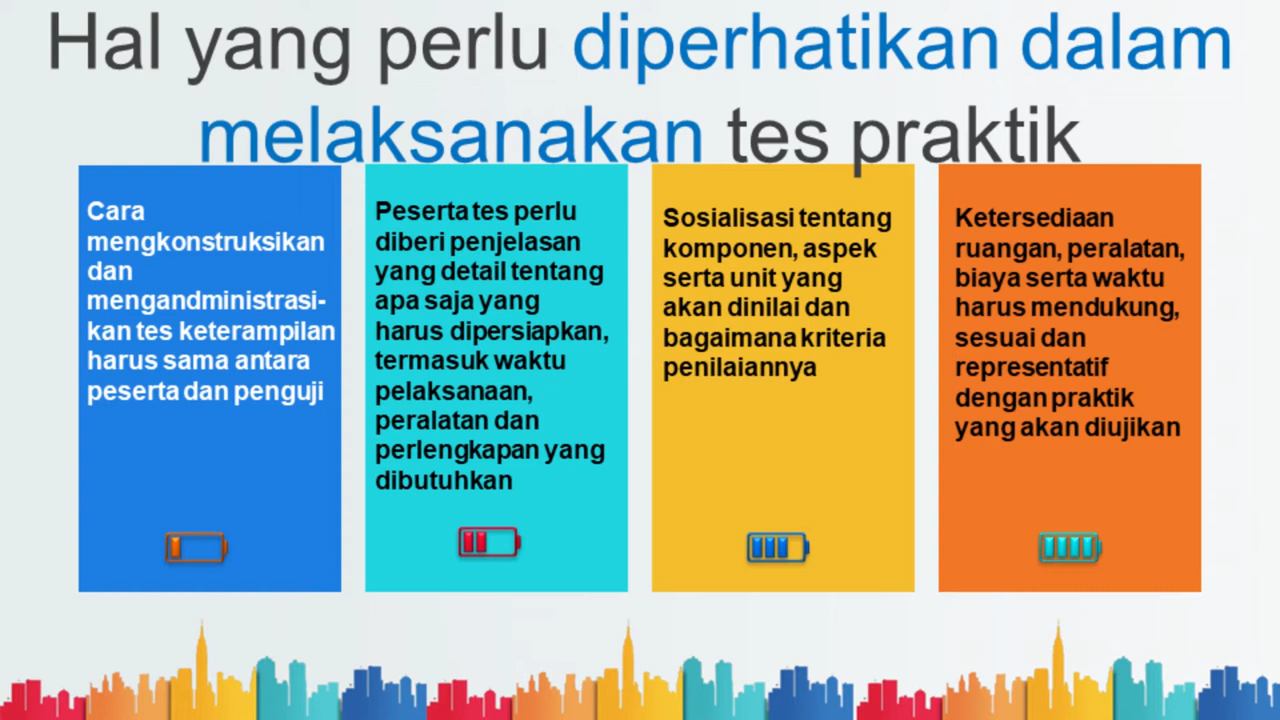 Hal yang perlu diperhatikan dalam
melaksanakan tes praktik
Cara
mengkonstruksikan
dan
mengandministrasi-
kan tes keterampilan
harus sama antara
peserta dan penguji
Peserta tes perlu
diberi penjelasan
yang detail tentang
apa saja yang
harus dipersiapkan,
termasuk waktu
pelaksanaan,
peralatan dan
perlengkapan yang
dibutuhkan
Sosialisasi tentang
komponen, aspek
serta unit yang
akan dinilai dan
bagaimana kriteria
penilaiannya
Ketersediaan
ruangan, peralatan,
biaya serta waktu
harus mendukung,
sesuai dan
representatif
dengan praktik
yang akan diujikan